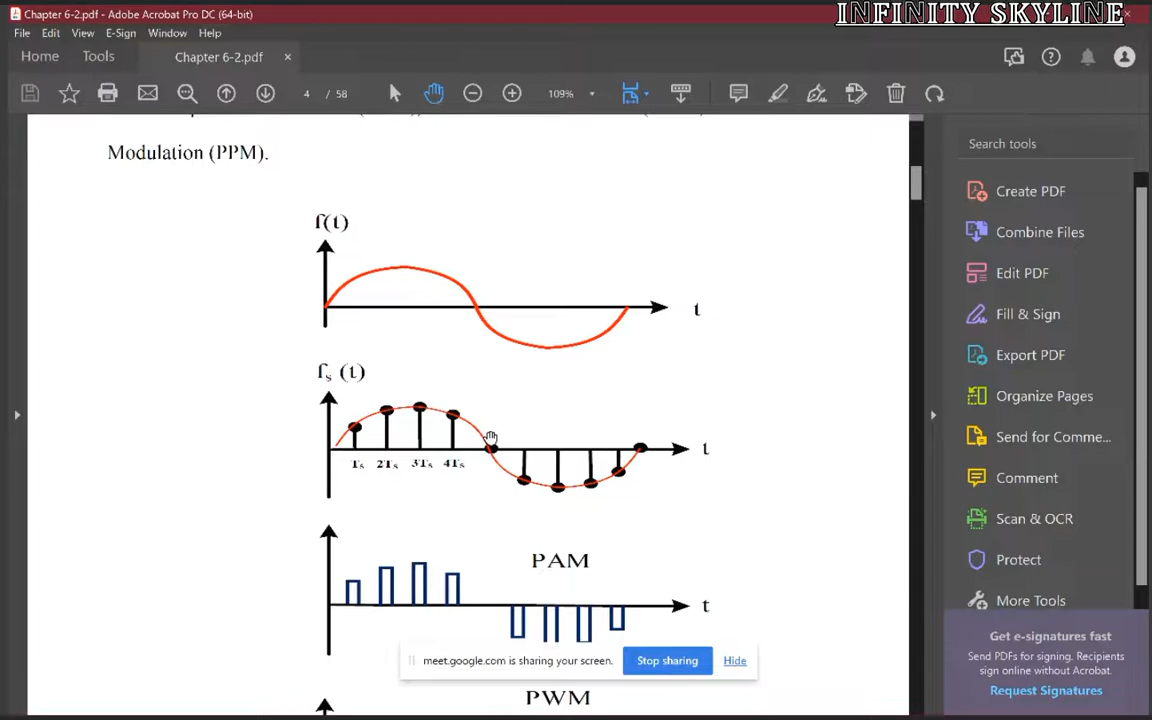 Chapter 6-2.pdf - Adobe Acrobat Pro DC (64-bit)
INFINITY SKYLINE
File Edit View E-Sign Window Help
Home Tools Chapter 6-2.pdf ×
4 / 58 109%
Search tools
Modulation (PPM).
Create PDF
f(t)
Combine Files
Edit PDF
t
Fill & Sign
Export PDF
fs (t)
Organize Pages
Send for Comme...
t
Ts 2Ts 3Ts 4Ts
Comment
Scan & OCR
PAM
Protect
t
More Tools
Get e-signatures fast
Send PDFs for signing. Recipients
sign online without Acrobat.
Request Signatures
meet.google.com is sharing your screen. Stop sharing Hide
PWM